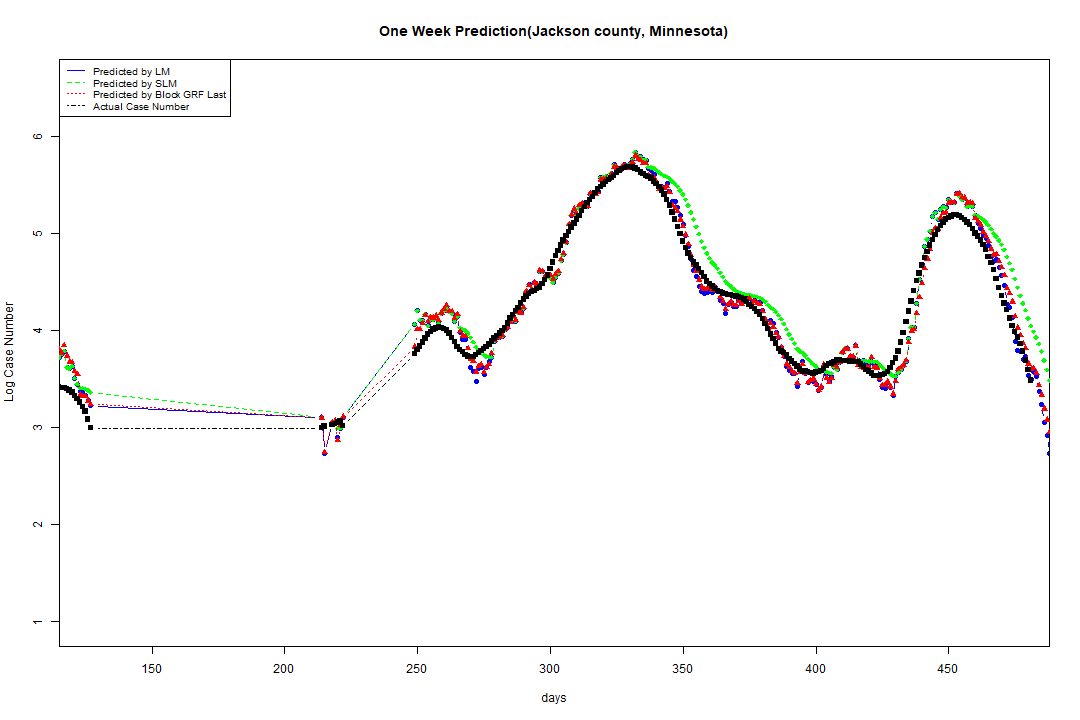 One Week Prediction(Jackson county, Minnesota)
Predicted by LM
Predicted by SLM
Predicted by Block GRF Last
Actual Case Number
Log Case Number
6
5
4
3
2
1
150 200 250 300 350 400 450
days